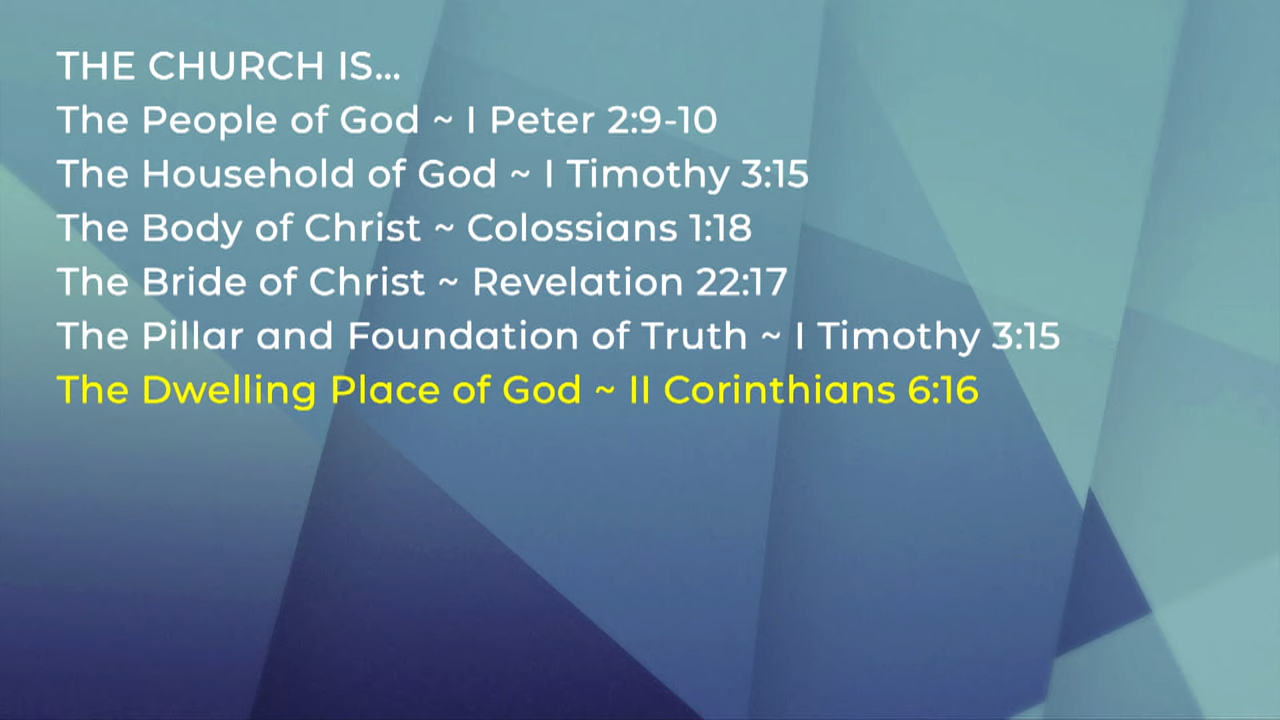 THE CHURCH IS...
The People of God ~ I Peter 2:9-10
The Household of God ~ I Timothy 3:15
The Body of Christ ~ Colossians 1:18
The Bride of Christ ~ Revelation 22:17
The Pillar and Foundation of Truth ~ I Timothy 3:15
The Dwelling Place of God ~ II Corinthians 6:16